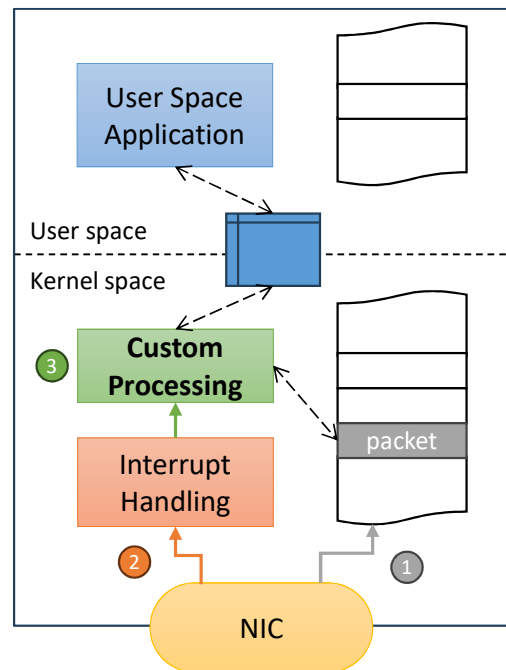 User Space
Application
User space
Kernel space
3
Custom
Processing
packet
Interrupt
Handling
2
1
NIC